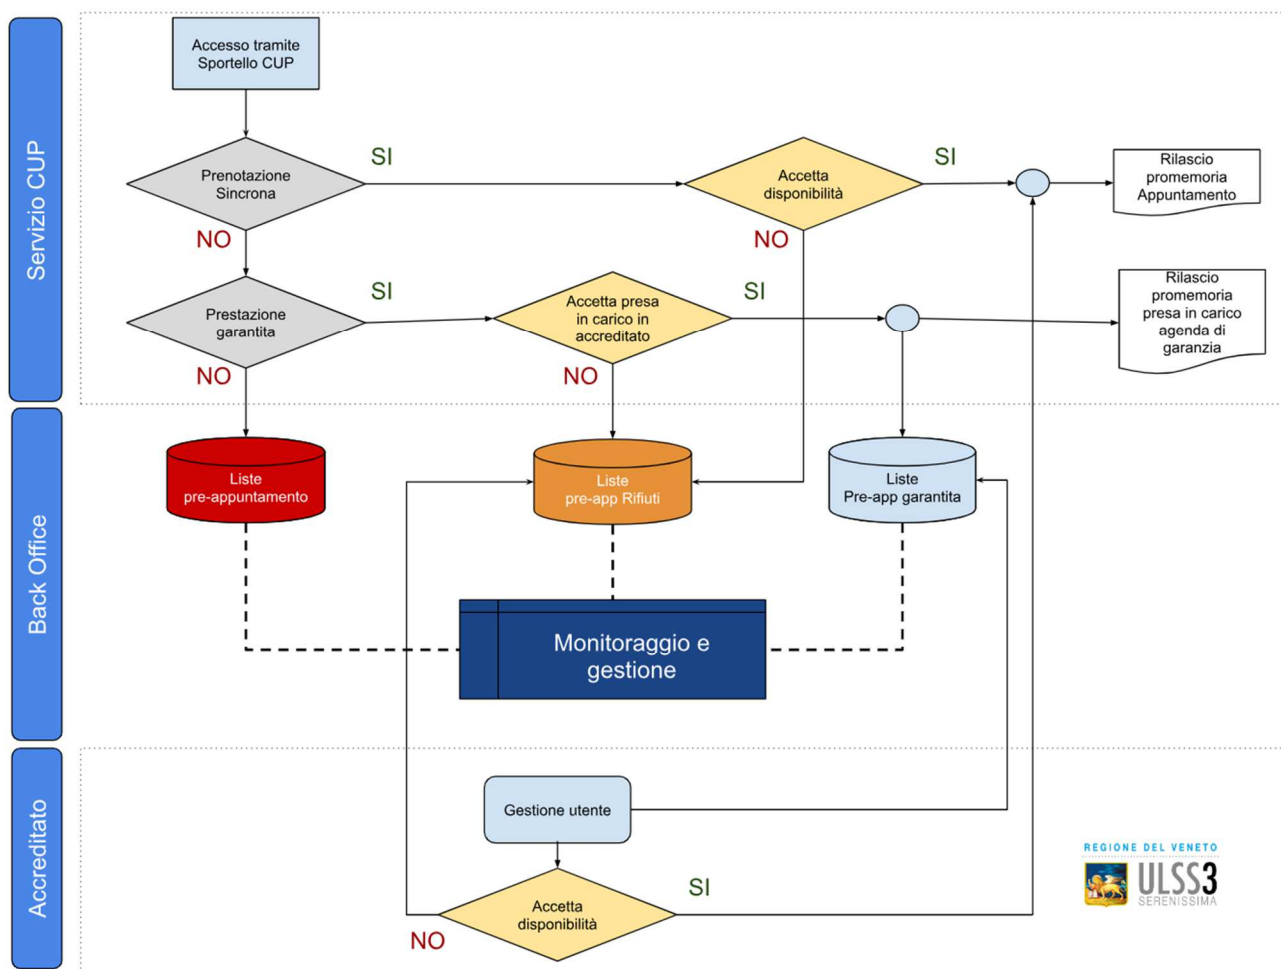 Servizio CUP
Accesso tramite
Sportello CUP
Prenotazione
Sincrona
SI
NO
Accetta
disponibilità
SI
NO
Rilascio
promemoria
Appuntamento
Prestazione
garantita
SI
NO
Accetta presa
in carico in
accreditato
SI
NO
Rilascio
promemoria
presa in carico
agenda di
garanzia
Back Office
Liste
pre-appuntamento
Liste
pre-app Rifiuti
Liste
Pre-app garantita
Monitoraggio e
gestione
Accreditato
Gestione utente
Accetta
disponibilità
SI
NO
REGIONE DEL VENETO
ULSS3
SERENISSIMA